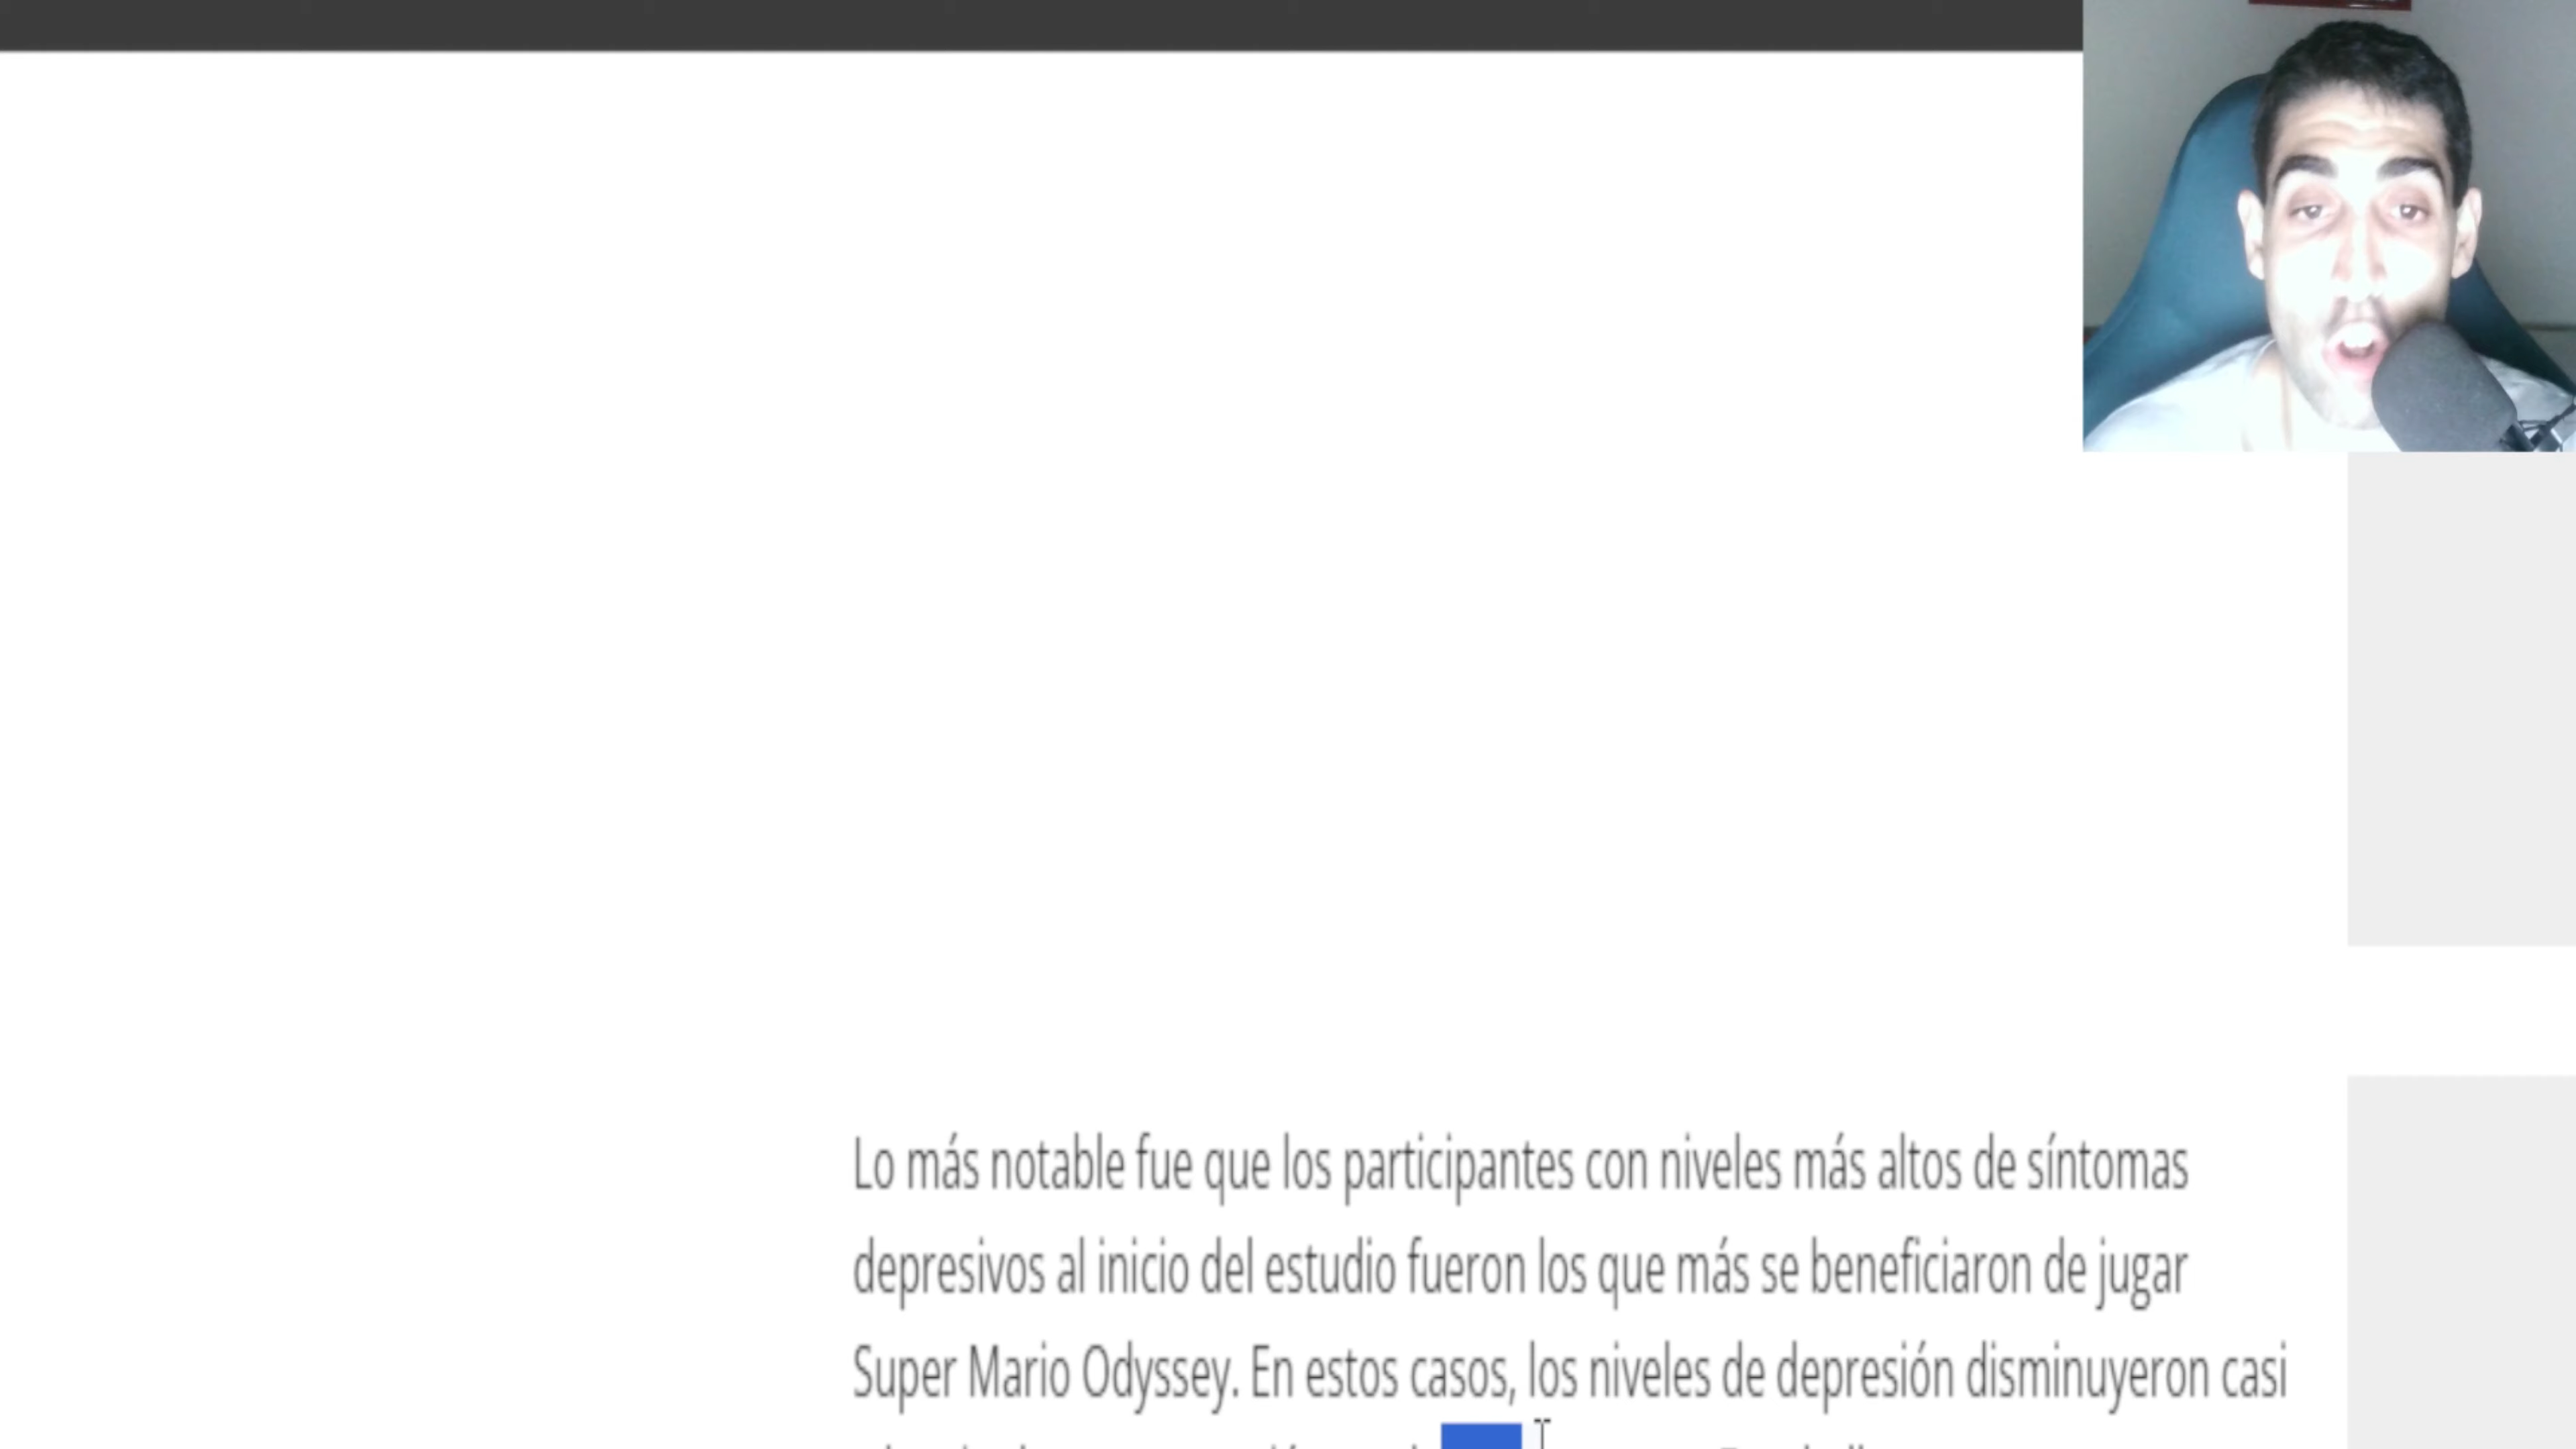 Lo más notable fue que los participantes con niveles más altos de síntomas
depresivos al inicio del estudio fueron los que más se beneficiaron de jugar
Super Mario Odyssey. En estos casos, los niveles de depresión disminuyeron casi